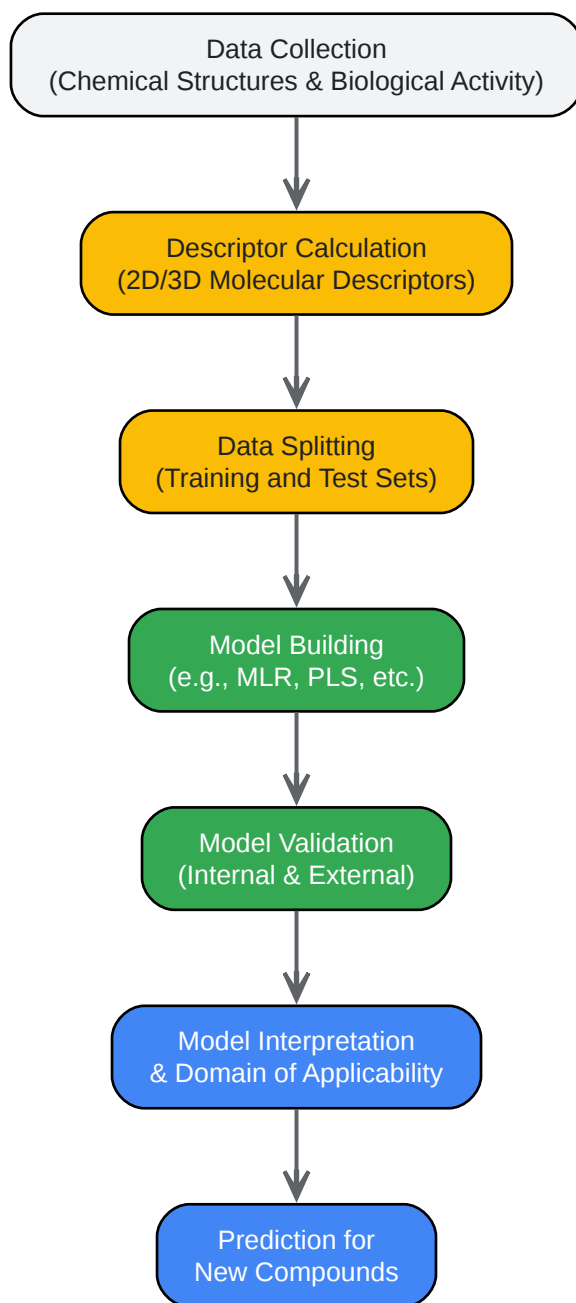 Data Collection
(Chemical Structures & Biological Activity)
Descriptor Calculation
(2D/3D Molecular Descriptors)
Data Splitting
(Training and Test Sets)
Model Building
(e.g., MLR, PLS, etc.)
Model Validation
(Internal & External)
Model Interpretation
& Domain of Applicability
Prediction for
New Compounds